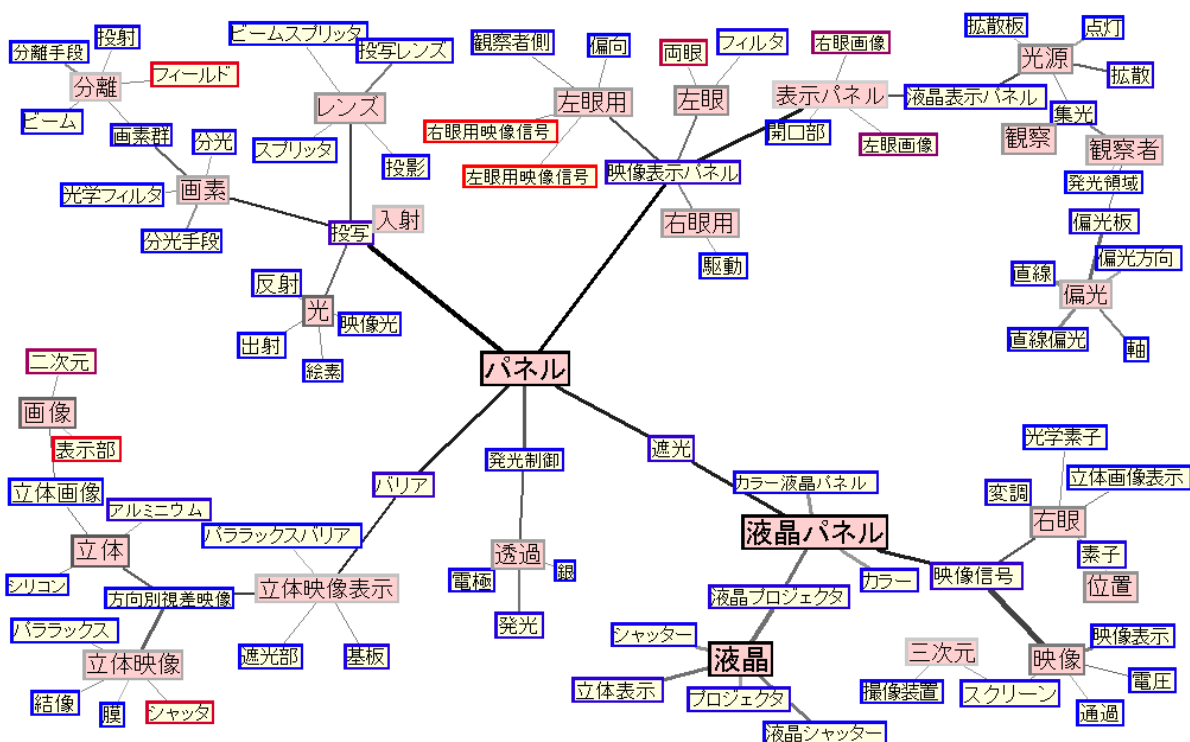 分離手段
投射
分離
フィールド
ビーム
画素群
分光
光学フィルタ
画素
分光手段
ビームスプリッタ
投写レンズ
レンズ
スプリッタ
投影
投写
入射
反射
光
映像光
出射
絵素
観察者側
偏向
左眼用
右眼用映像信号
左眼用映像信号
両眼
フィルタ
左眼
映像表示パネル
右眼用
駆動
右眼画像
表示パネル
開口部
左眼画像
液晶表示パネル
拡散板
点灯
光源
拡散
集光
観察
観察者
発光領域
偏光板
偏光方向
直線
偏光
直線偏光
軸
パネル
二次元
画像
表示部
立体画像
アルミニウム
立体
シリコン
方向別視差映像
パララックス
立体映像
結像
膜
シャッタ
バリア
パララックスバリア
立体映像表示
遮光部
基板
発光制御
透過
電極
銀
発光
遮光
カラー液晶パネル
液晶パネル
カラー
液晶プロジェクタ
シャッター
液晶
立体表示
プロジェクタ
液晶シャッター
映像信号
光学素子
立体画像表示
変調
右眼
素子
位置
三次元
撮像装置
スクリーン
映像
映像表示
電圧
通過